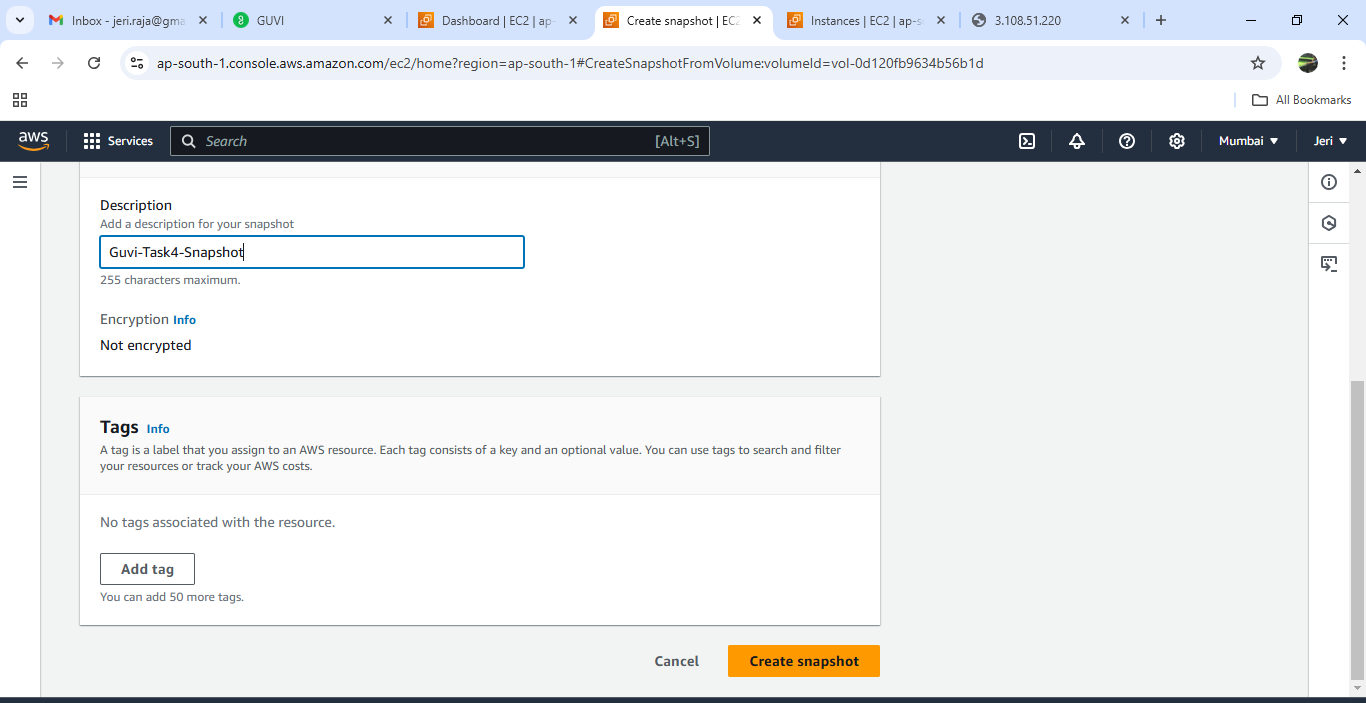 Inbox - jeri.raja@gma
GUVI
Dashboard | EC2 | ap-
Create snapshot | EC2
Instances | EC2 | ap-s
3.108.51.220
ap-south-1.console.aws.amazon.com/ec2/home?region=ap-south-1#CreateSnapshotFromVolume:volumeId=vol-0d120fb9634b56b1d
All Bookmarks
aws
Services
Search
[Alt+S]
Mumbai
Jeri
Description
Add a description for your snapshot
Guvi-Task4-Snapshot
255 characters maximum.
Encryption Info
Not encrypted
Tags Info
A tag is a label that you assign to an AWS resource. Each tag consists of a key and an optional value. You can use tags to search and filter
your resources or track your AWS costs.
No tags associated with the resource.
Add tag
You can add 50 more tags.
Cancel
Create snapshot